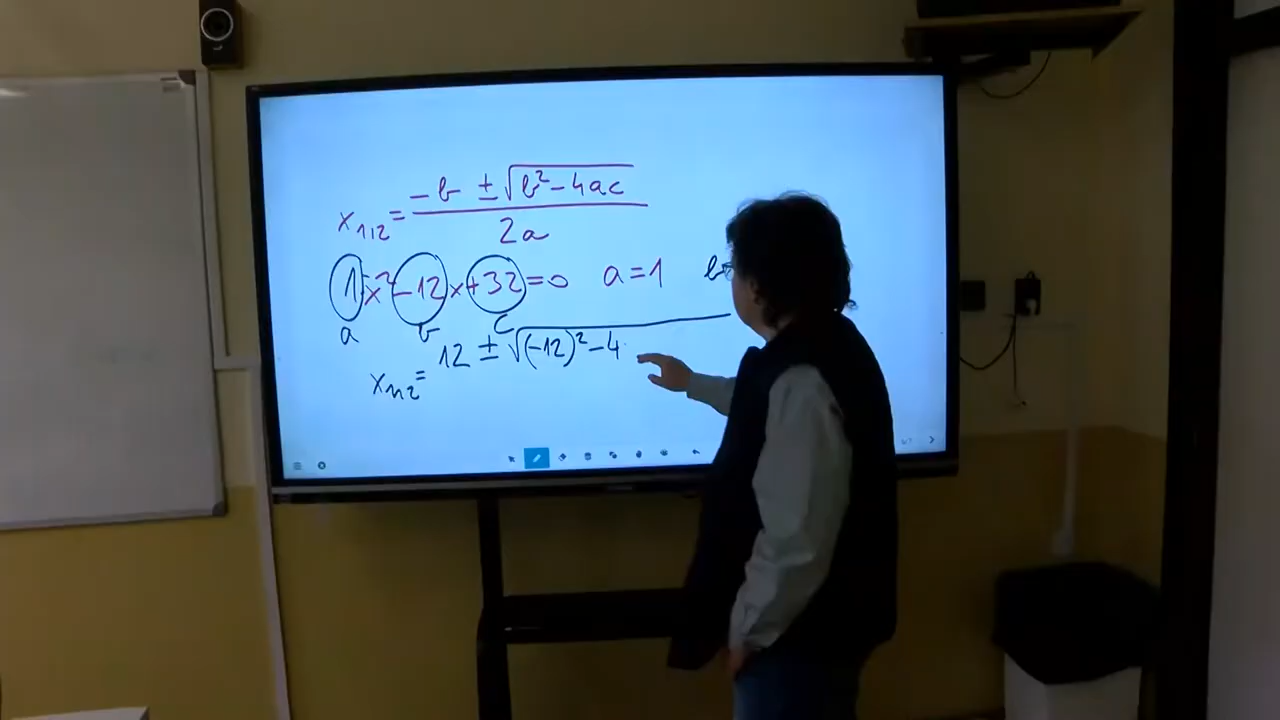 x₁,₂ = (-b ± √(b² - 4ac)) / 2a
1x² -12x +32 = 0 a = 1 b=
a b c
x₁,₂ = 12 ± √((-12)² - 4·